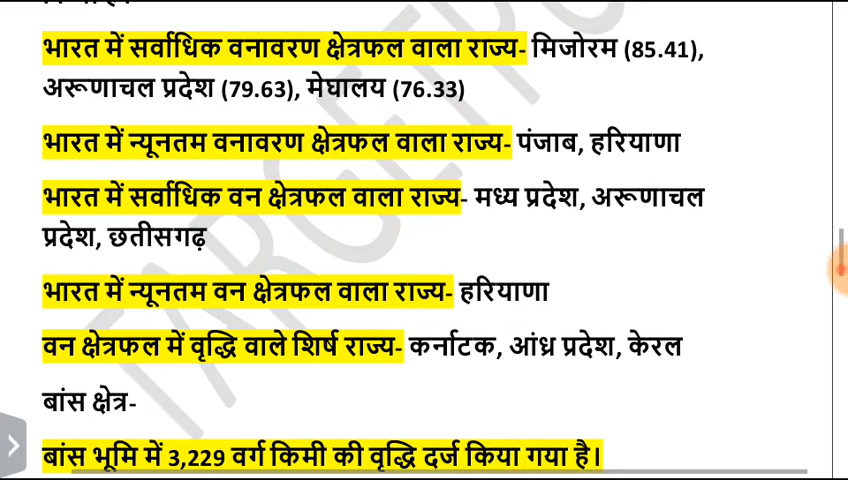 भारत में सर्वाधिक वनावरण क्षेत्रफल वाला राज्य- मिजोरम (85.41),
अरूणाचल प्रदेश (79.63), मेघालय (76.33)
भारत में न्यूनतम वनावरण क्षेत्रफल वाला राज्य- पंजाब, हरियाणा
भारत में सर्वाधिक वन क्षेत्रफल वाला राज्य- मध्य प्रदेश, अरूणाचल
प्रदेश, छतीसगढ़
भारत में न्यूनतम वन क्षेत्रफल वाला राज्य- हरियाणा
वन क्षेत्रफल में वृद्धि वाले शिर्ष राज्य- कर्नाटक, आंध्र प्रदेश, केरल
बांस क्षेत्र-
बांस भूमि में 3,229 वर्ग किमी की वृद्धि दर्ज किया गया है।